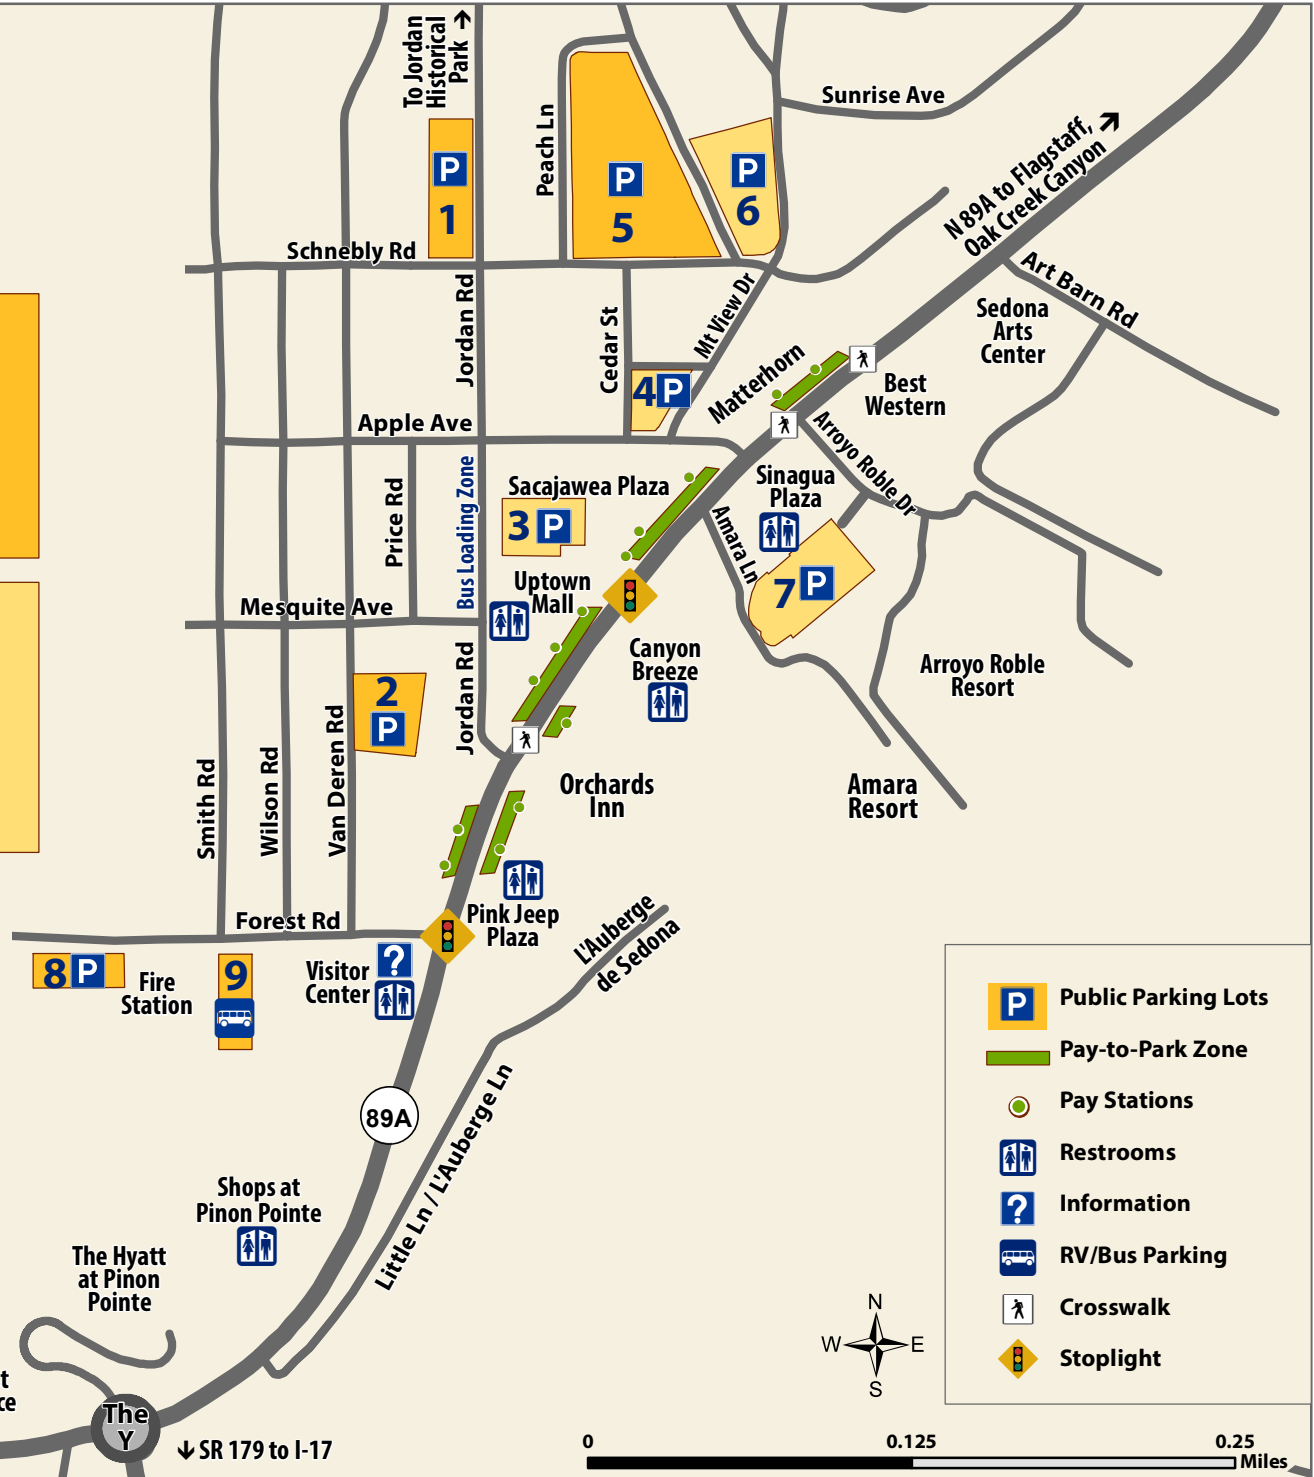 To Jordan
Historical
Park
Peach Ln
Sunrise Ave
N 89A to Flagstaff,
Oak Creek Canyon
P
1
P
5
P
6
Schnebly Rd
Art Barn Rd
Jordan Rd
Cedar St
Mt View Dr
Sedona
Arts
Center
Matterhorn
4 P
Best
Western
Apple Ave
Arroyo Roble Dr
Price Rd
Bus Loading Zone
Sacajawea Plaza
3 P
Sinagua
Plaza
Amara Ln
7 P
Uptown
Mall
Mesquite Ave
Canyon
Breeze
Arroyo Roble
Resort
2
P
Jordan Rd
Smith Rd
Wilson Rd
Van Deren Rd
Orchards
Inn
Amara
Resort
Forest Rd
Pink Jeep
Plaza
L'Auberge
de Sedona
8 P
Fire
Station
9
Visitor
Center
?
89A
Little Ln / L'Auberge Ln
Shops at
Pinon Pointe
The Hyatt
at Pinon
Pointe
t
ce
The
Y
SR 179 to I-17
P Public Parking Lots
Pay-to-Park Zone
Pay Stations
Restrooms
? Information
RV/Bus Parking
Crosswalk
Stoplight
N
W E
S
0 0.125 0.25
Miles